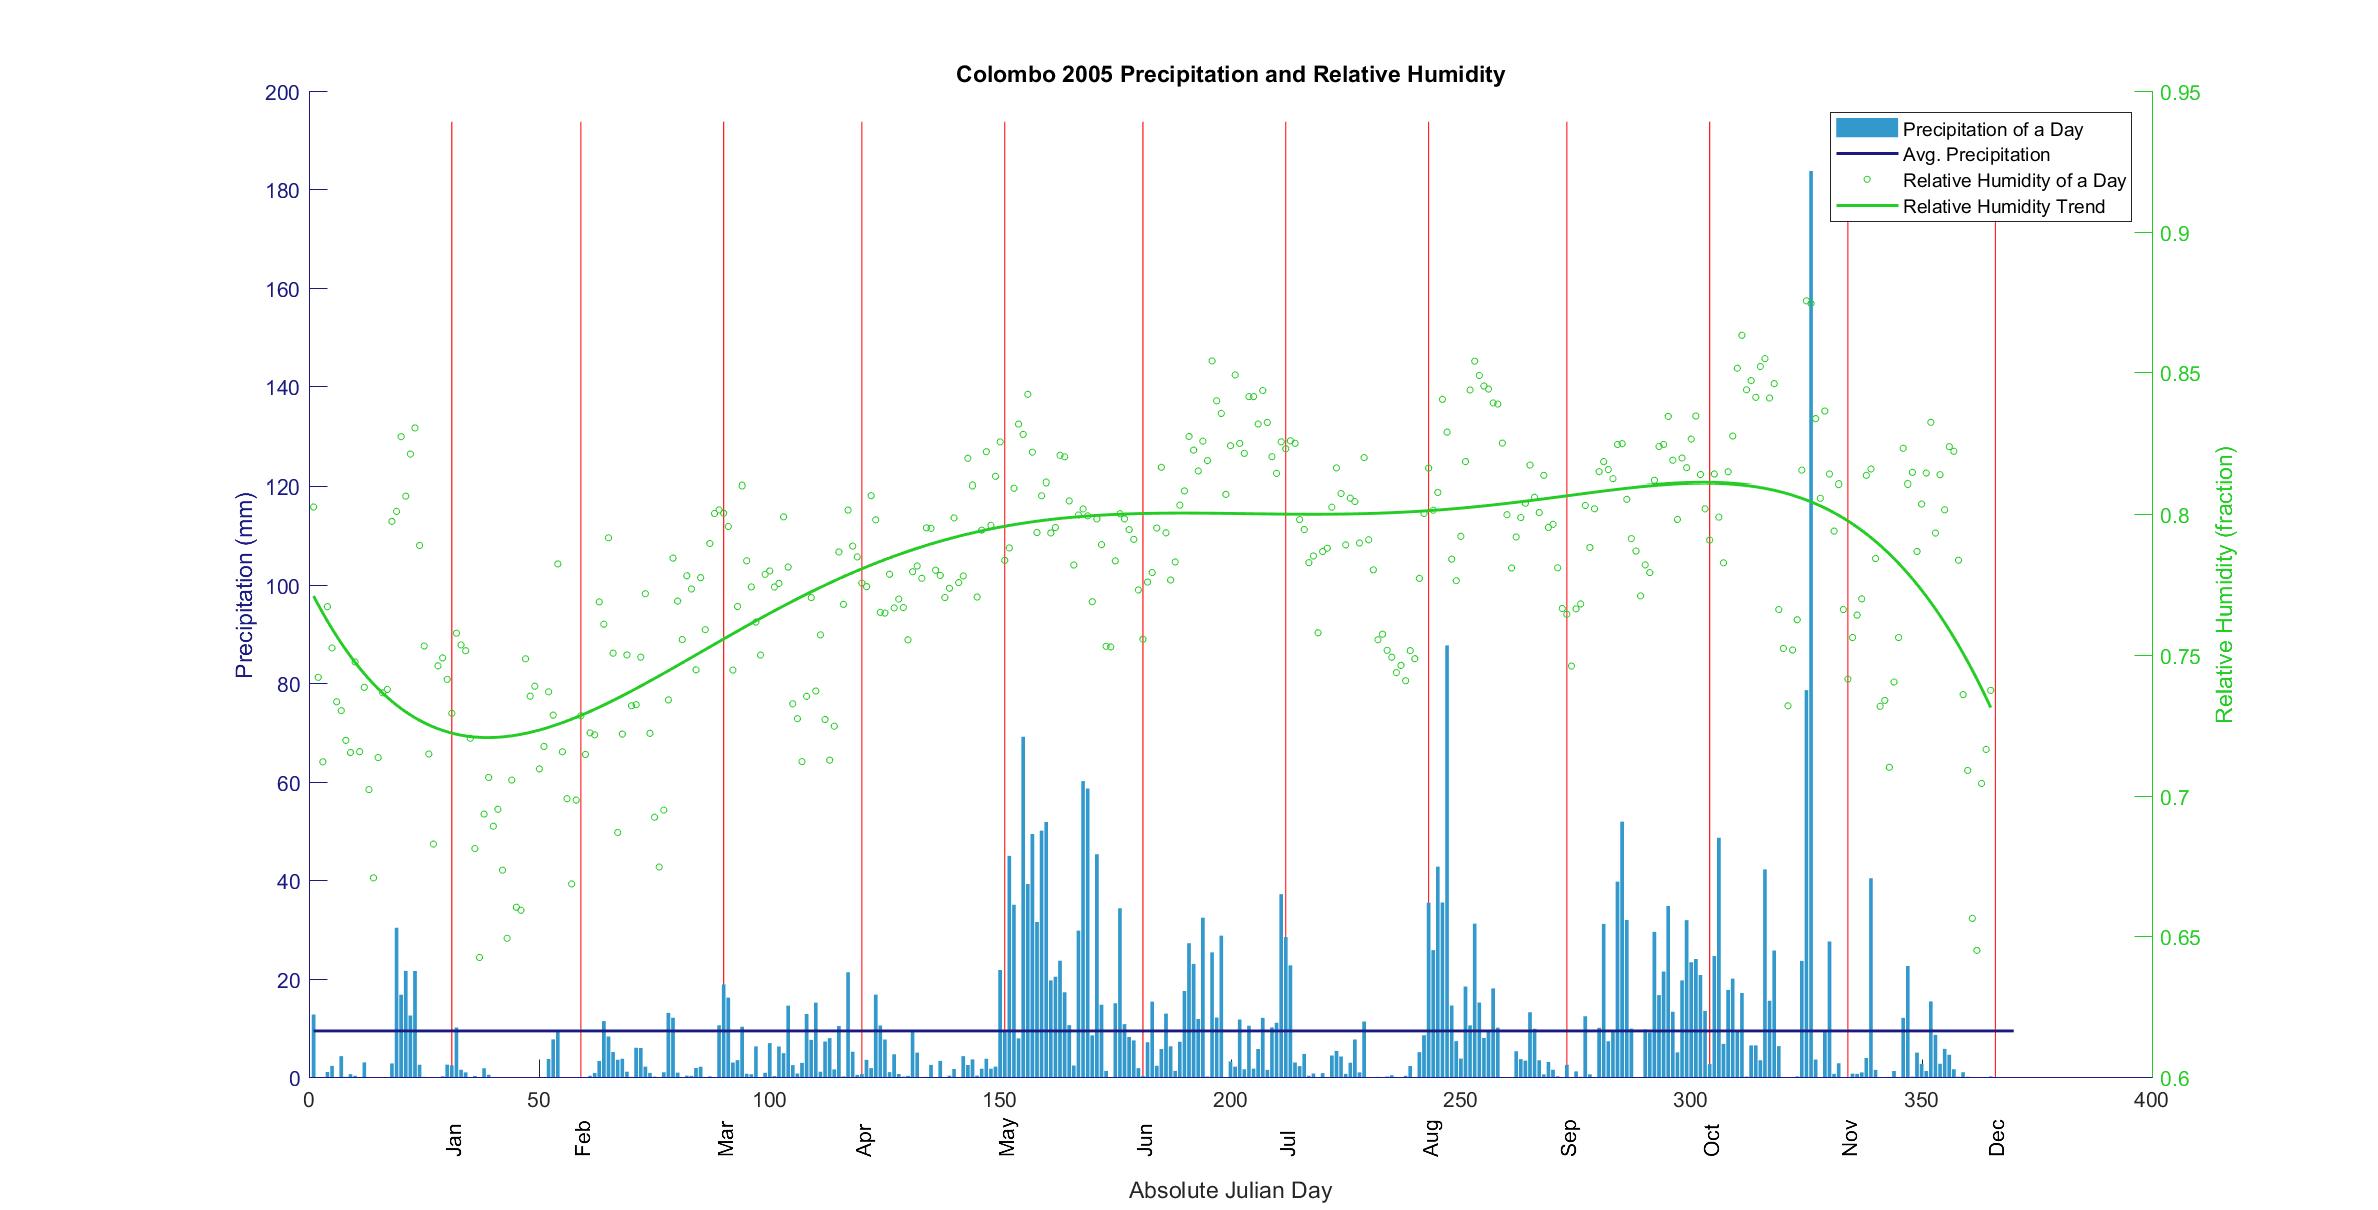 Colombo 2005 Precipitation and Relative Humidity
200
180
160
140
120
100
80
60
40
20
0
Precipitation (mm)
0.95
0.9
0.85
0.8
0.75
0.7
0.65
0.6
Relative Humidity (fraction)
Precipitation of a Day
Avg. Precipitation
Relative Humidity of a Day
Relative Humidity Trend
0 50 100 150 200 250 300 350 400
Jan Feb Mar Apr May Jun Jul Aug Sep Oct Nov Dec
Absolute Julian Day